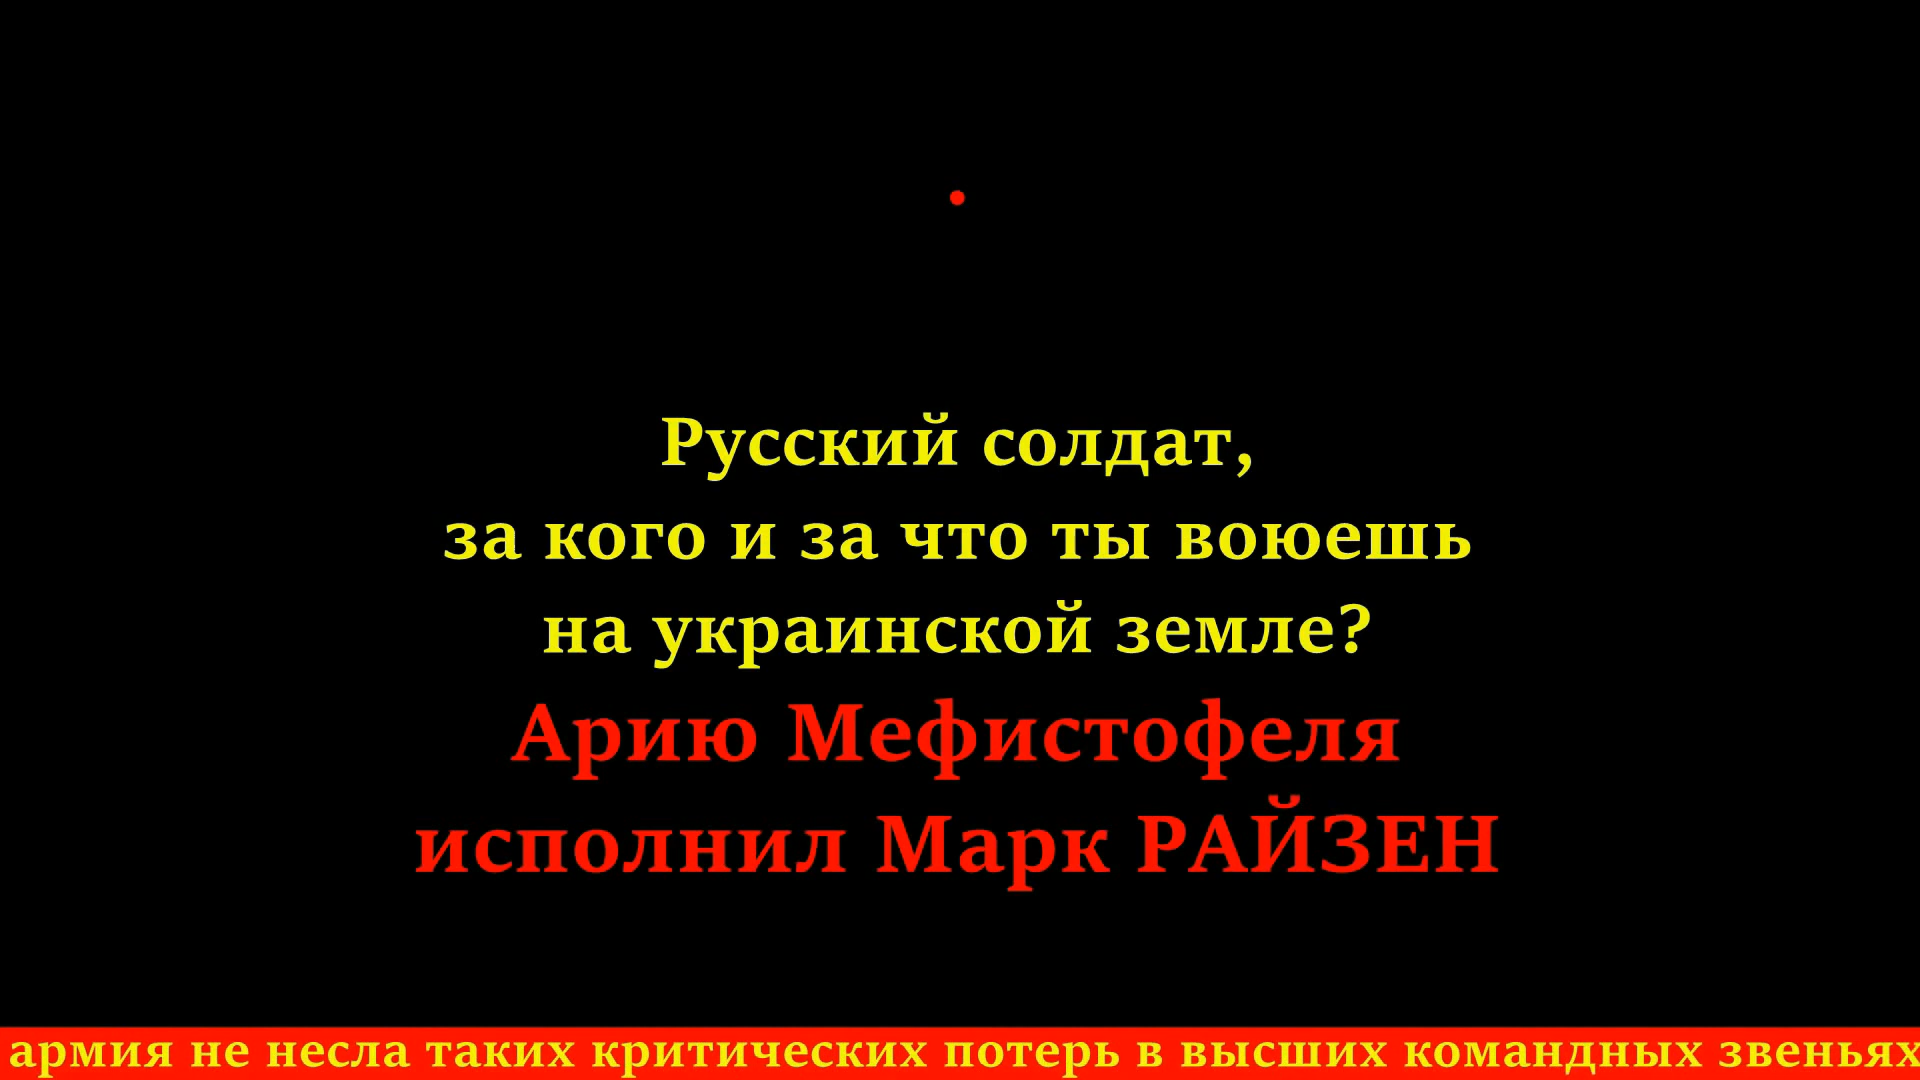 Русский солдат,
за кого и за что ты воюешь
на украинской земле?
Арию Мефистофеля
исполнил Марк РАЙЗЕН
армия не несла таких критических потерь в высших командных звеньях